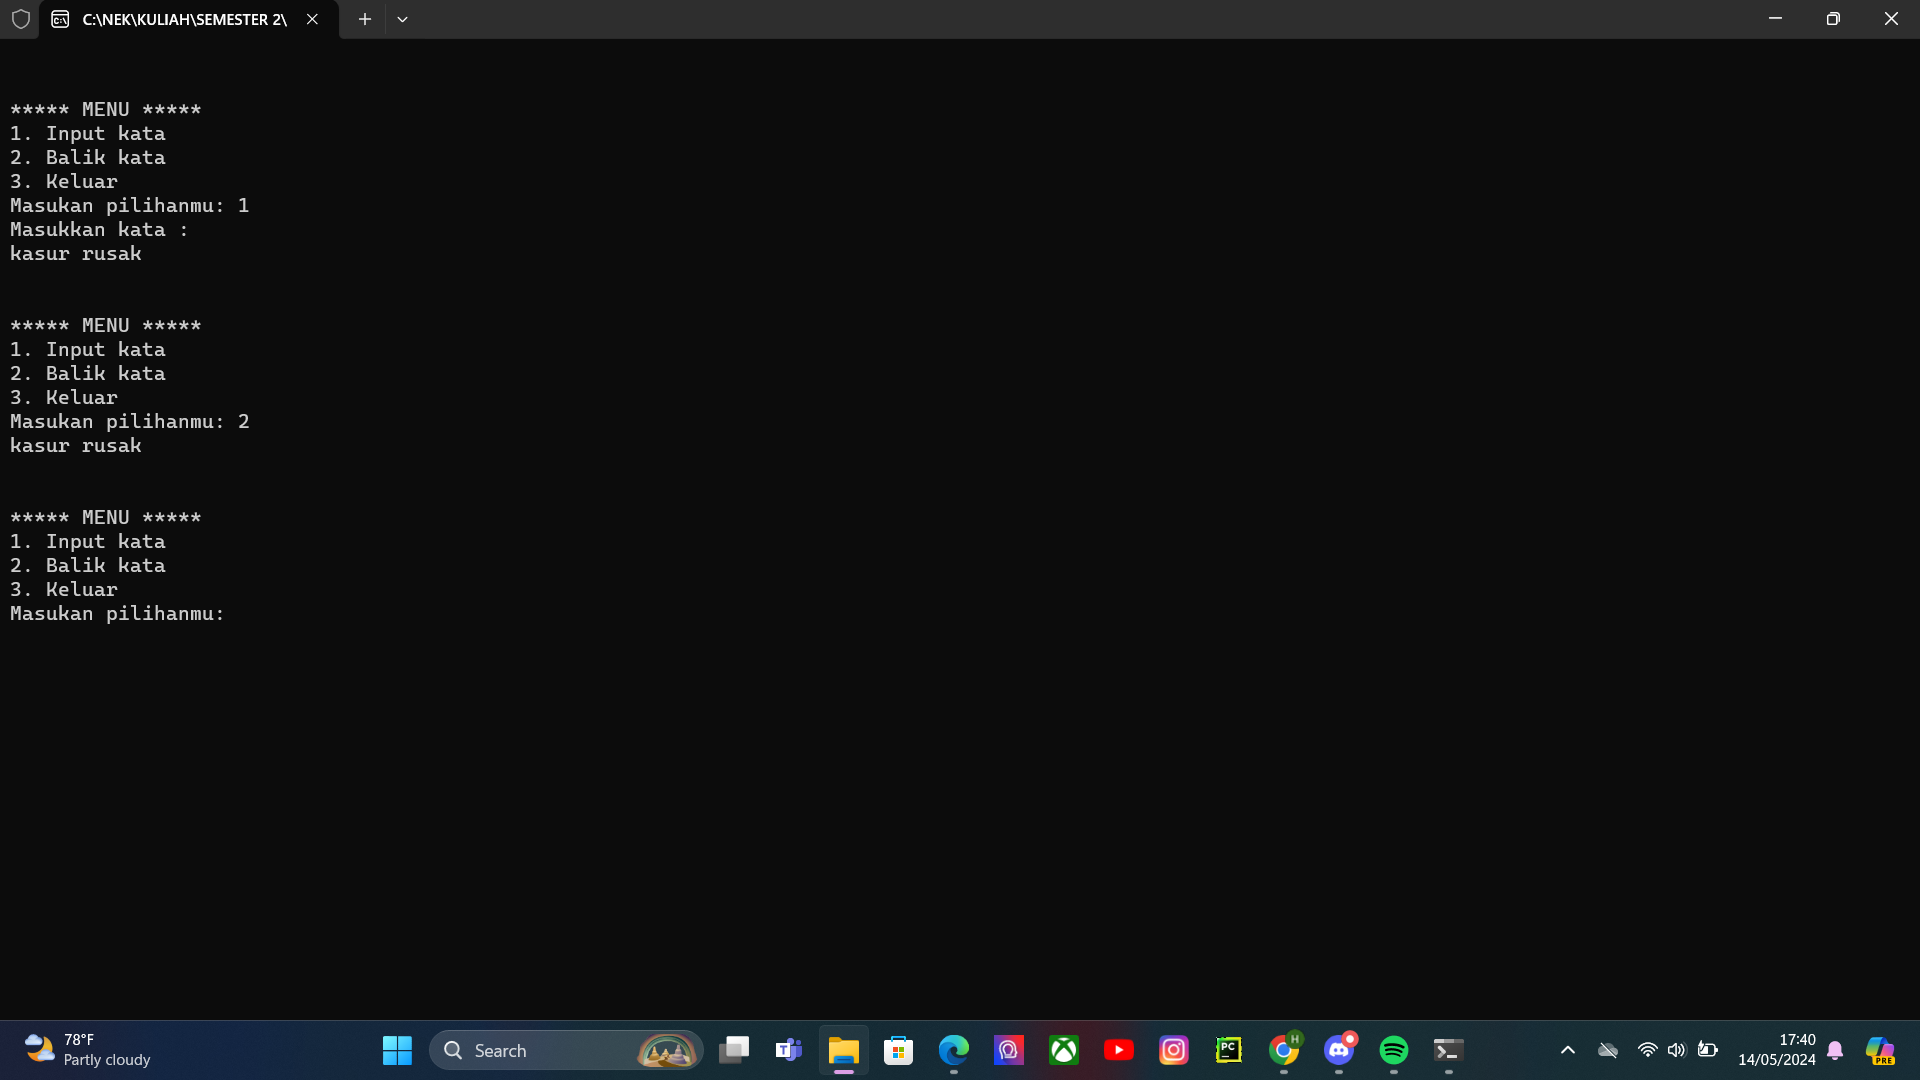 C:\NEK\KULIAH\SEMESTER 2\
***** MENU *****
1. Input kata
2. Balik kata
3. Keluar
Masukan pilihanmu: 1
Masukkan kata :
kasur rusak
***** MENU *****
1. Input kata
2. Balik kata
3. Keluar
Masukan pilihanmu: 2
kasur rusak
***** MENU *****
1. Input kata
2. Balik kata
3. Keluar
Masukan pilihanmu:
78°F
Partly cloudy
Search
17:40
14/05/2024